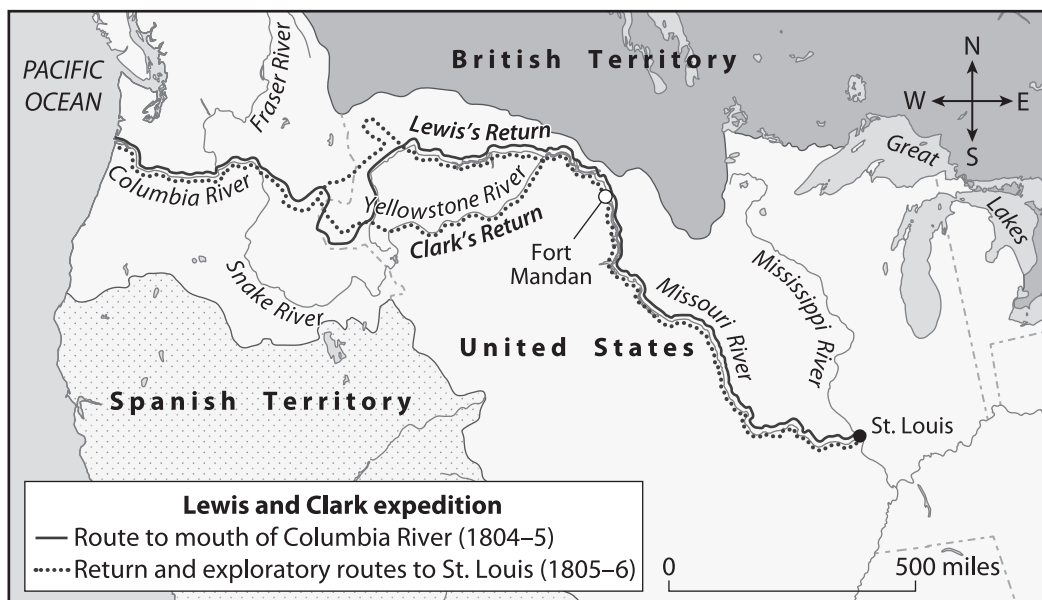 PACIFIC
OCEAN
Fraser River
British Territory
N
W
E
S
Lewis's Return
Great
Lakes
Columbia River
Yellowstone River
Clark's Return
Fort
Mandan
Snake River
Missouri River
Mississippi River
United States
Spanish Territory
St. Louis
Lewis and Clark expedition
Route to mouth of Columbia River (1804–5)
Return and exploratory routes to St. Louis (1805–6)
0
500 miles